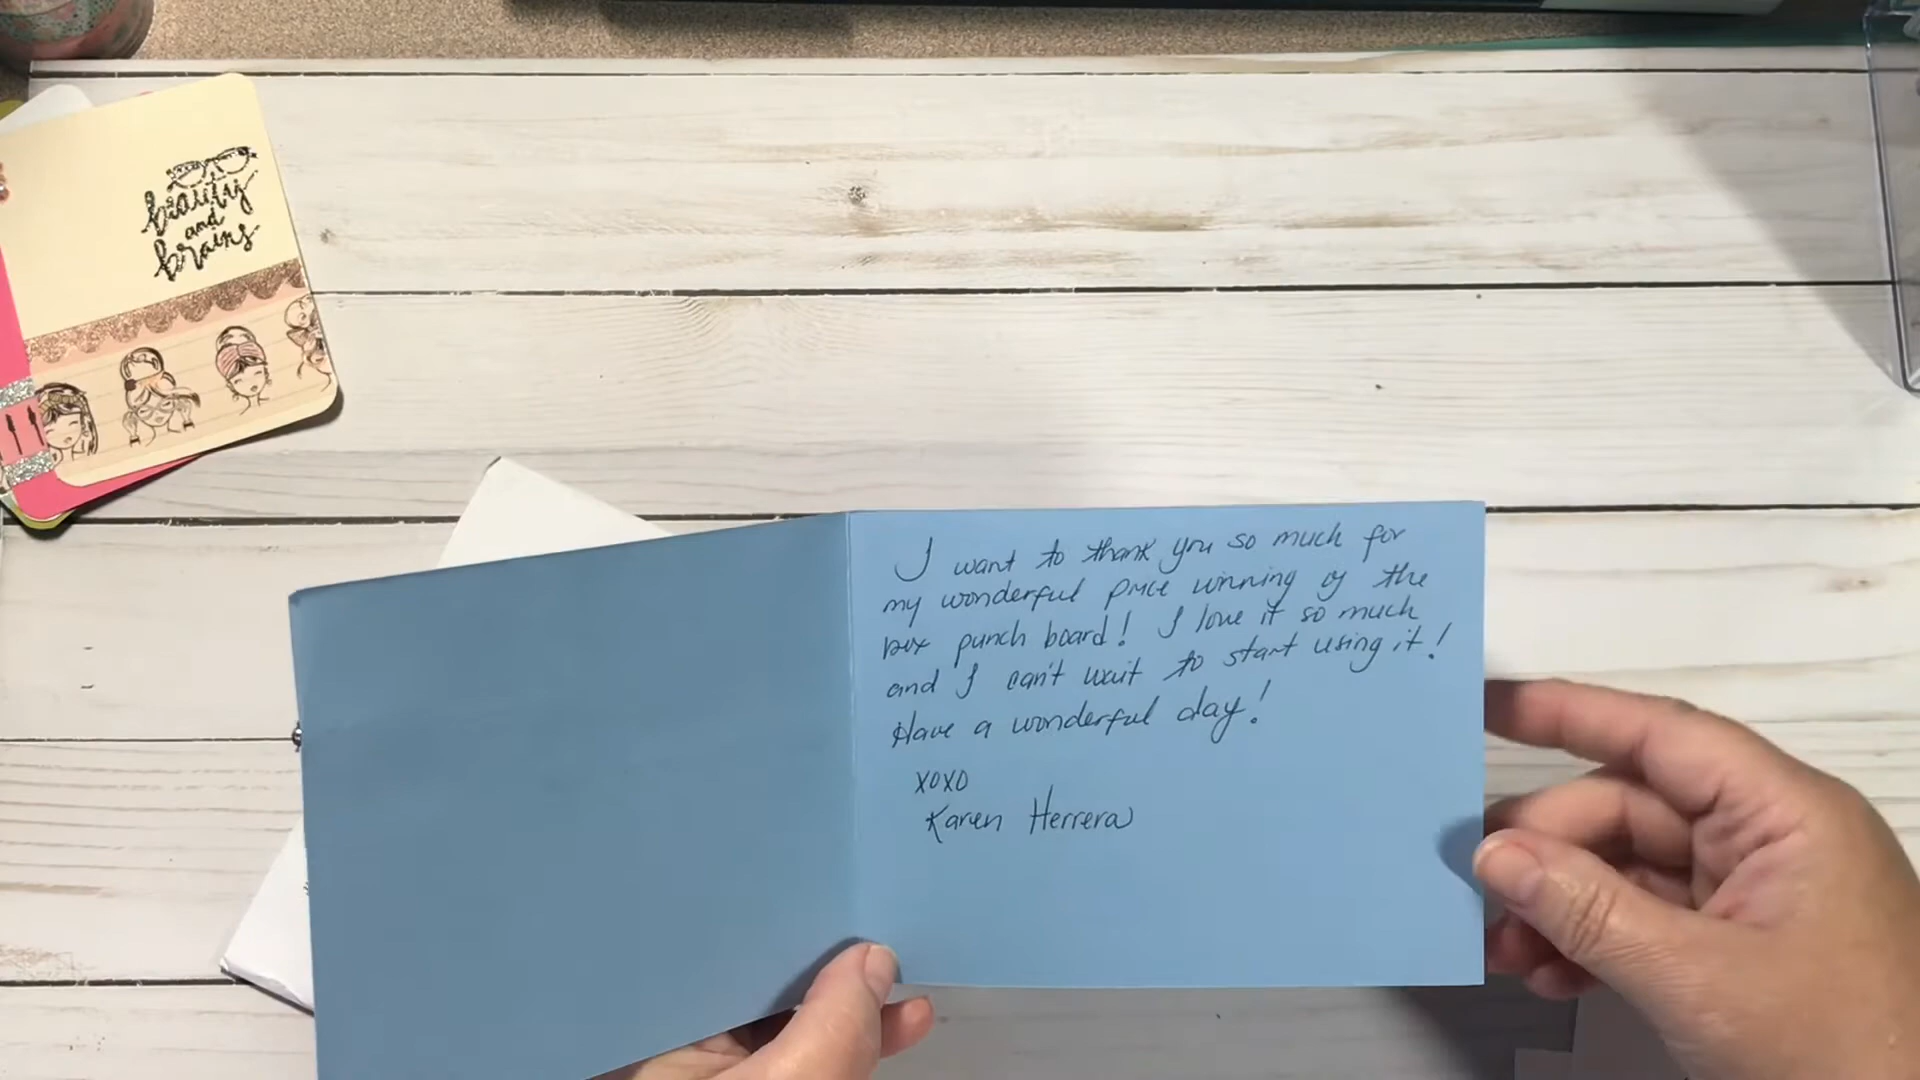 beauty
and
brains
I want to thank you so much for
my wonderful price winning of the
box punch board! I love it so much
and I can't wait to start using it!
Have a wonderful day!
XOXO
Karen Herrera